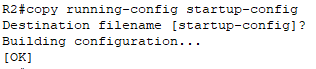 R2#copy running-config startup-config
Destination filename [startup-config]?
Building configuration...
[OK]